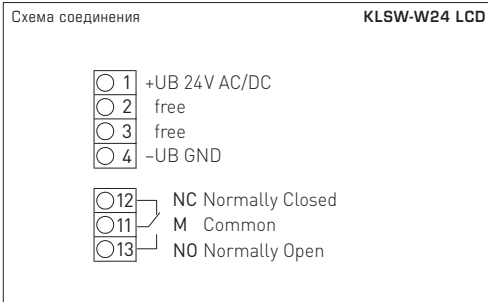 Схема соединения KLSW-W24 LCD
1 +UB 24V AC/DC
2 free
3 free
4 –UB GND
12 NC Normally Closed
11 M Common
13 NO Normally Open